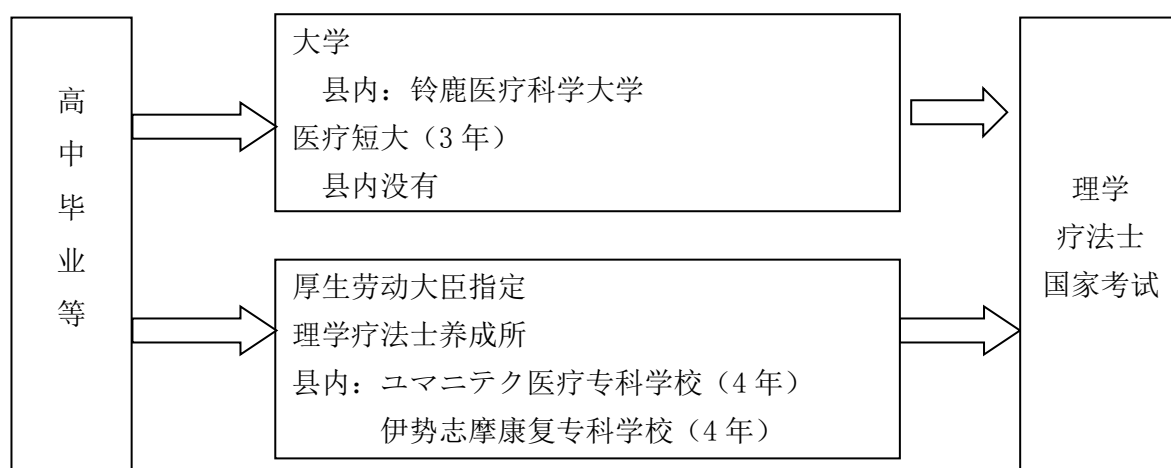 高
中
毕
业
等
大学
县内：铃鹿医疗科学大学
医疗短大（3 年）
县内没有
厚生劳动大臣指定
理学疗法士养成所
县内：ユマニテク医疗专科学校（4 年）
伊势志摩康复专科学校（4 年）
理学
疗法士
国家考试